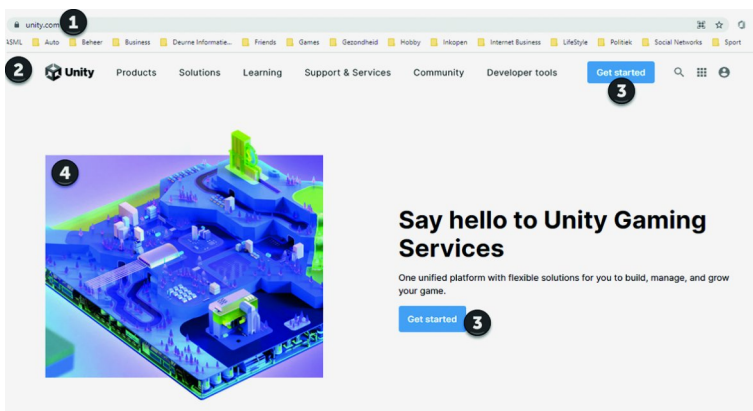 unity.com 1
ASML Auto Beheer Business Deurne Informatie... Friends Games Gezondheid Hobby Inkopen Internet Business LifeStyle Politiek Social Networks Sport
2 Unity Products Solutions Learning Support & Services Community Developer tools Get started
3
4
Say hello to Unity Gaming
Services
One unified platform with flexible solutions for you to build, manage, and grow
your game.
Get started 3